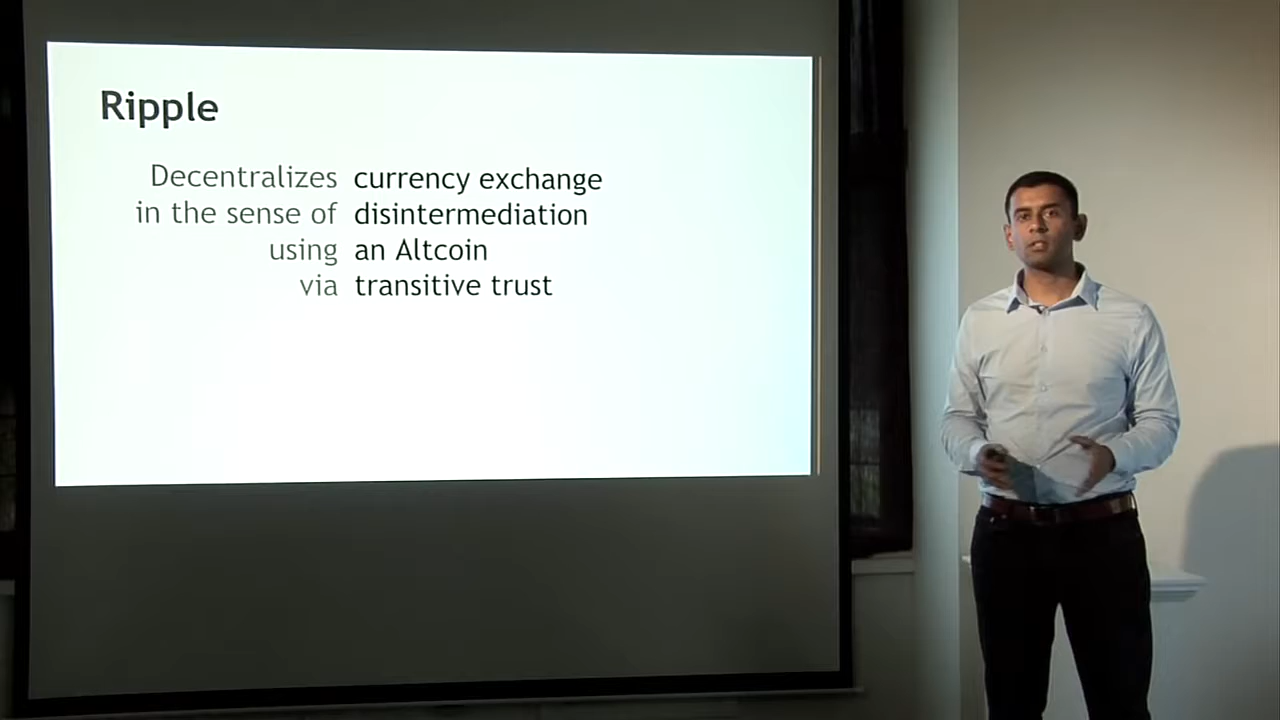 Ripple
Decentralizes currency exchange
in the sense of disintermediation
using an Altcoin
via transitive trust